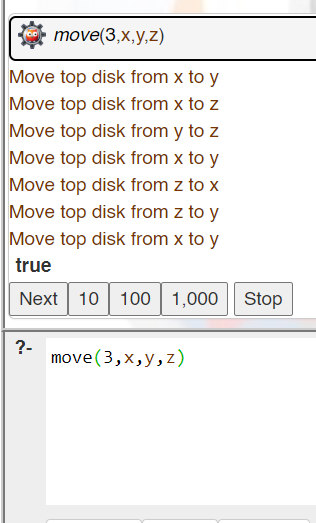 move(3,x,y,z)
Move top disk from x to y
Move top disk from x to z
Move top disk from y to z
Move top disk from x to y
Move top disk from z to x
Move top disk from z to y
Move top disk from x to y
true
Next 10 100 1,000 Stop
?- move(3,x,y,z)